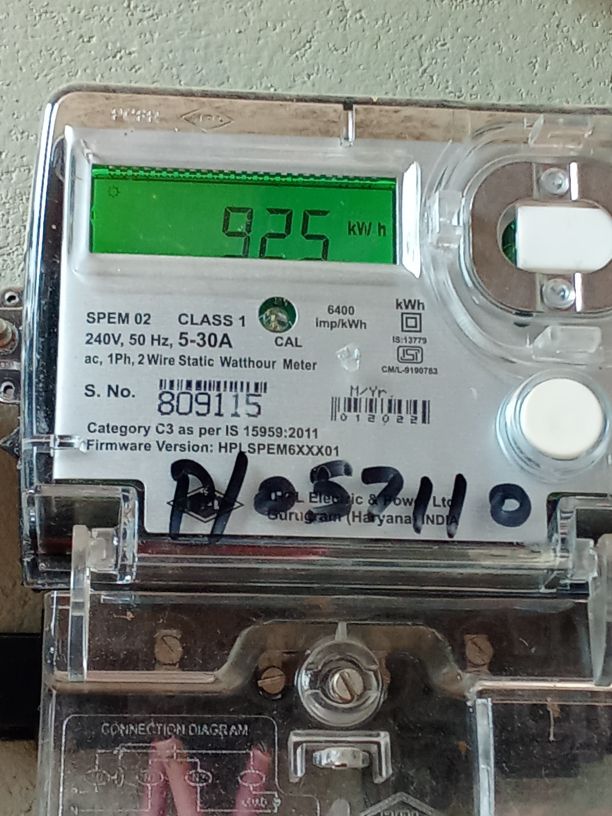 925 kWh
SPEM 02 CLASS 1
240V, 50 Hz, 5-30A
ac, 1Ph, 2 Wire Static Watthour Meter
CAL
6400
imp/kWh
kWh
IS:13779
CM/L-9190783
S. No. 809115
M/Yr.
012022
Category C3 as per IS 15959:2011
Firmware Version: HPLSPEM6XXX01
HPL Electric & Power Ltd
Gurugram (Haryana) INDIA
CONNECTION DIAGRAM